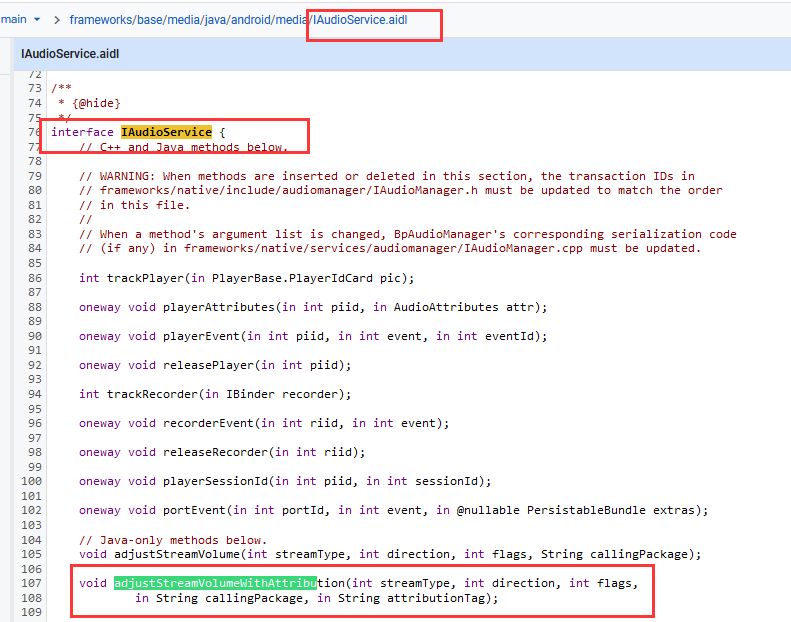 main > frameworks/base/media/java/android/media/IAudioService.aidl
IAudioService.aidl
72
73 /**
74  * {@hide}
75  */
76 interface IAudioService {
77     // C++ and Java methods below.
78
79     // WARNING: When methods are inserted or deleted in this section, the transaction IDs in
80     // frameworks/native/include/audiomanager/IAudioManager.h must be updated to match the order
81     // in this file.
82     //
83     // When a method's argument list is changed, BpAudioManager's corresponding serialization code
84     // (if any) in frameworks/native/services/audiomanager/IAudioManager.cpp must be updated.
85
86     int trackPlayer(in PlayerBase.PlayerIdCard pic);
87
88     oneway void playerAttributes(in int piid, in AudioAttributes attr);
89
90     oneway void playerEvent(in int piid, in int event, in int eventId);
91
92     oneway void releasePlayer(in int piid);
93
94     int trackRecorder(in IBinder recorder);
95
96     oneway void recorderEvent(in int riid, in int event);
97
98     oneway void releaseRecorder(in int riid);
99
100     oneway void playerSessionId(in int piid, in int sessionId);
101
102     oneway void portEvent(in int portId, in int event, in @nullable PersistableBundle extras);
103
104     // Java-only methods below.
105     void adjustStreamVolume(int streamType, int direction, int flags, String callingPackage);
106
107     void adjustStreamVolumeWithAttribution(int streamType, int direction, int flags,
108             in String callingPackage, in String attributionTag);
109